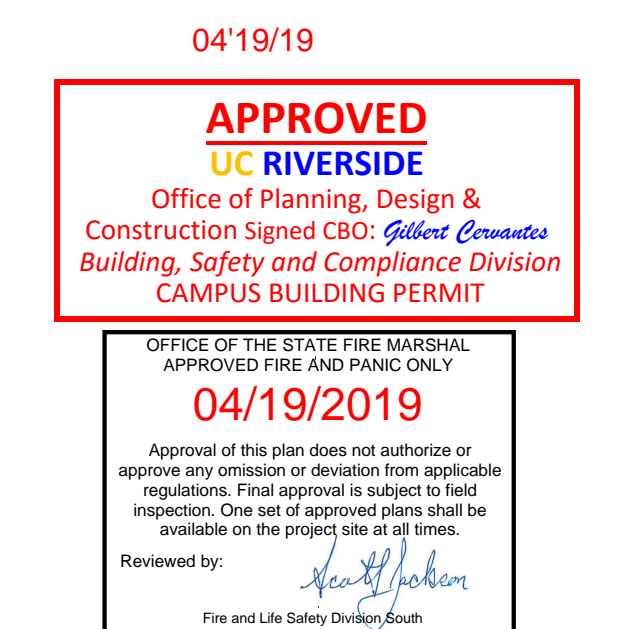 04'19/19
APPROVED
UC RIVERSIDE
Office of Planning, Design &
Construction Signed CBO: Gilbert Cervantes
Building, Safety and Compliance Division
CAMPUS BUILDING PERMIT
OFFICE OF THE STATE FIRE MARSHAL
APPROVED FIRE AND PANIC ONLY
04/19/2019
Approval of this plan does not authorize or
approve any omission or deviation from applicable
regulations. Final approval is subject to field
inspection. One set of approved plans shall be
available on the project site at all times.
Reviewed by: Scott Jackson
Fire and Life Safety Division South